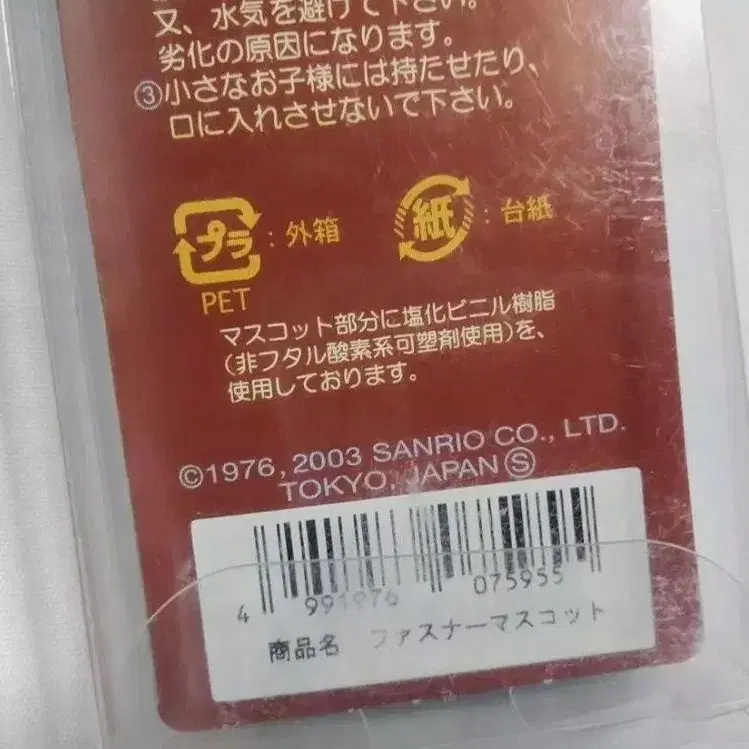 又、水気を避けて下さい。
劣化の原因になります。
③小さなお子様には持たせたり、
口に入れさせないで下さい。
プラ : 外箱
紙 : 台紙
PET
マスコット部分に塩化ビニル樹脂
(非フタル酸素系可塑剤使用)を、
使用しております。
©1976, 2003 SANRIO CO., LTD.
TOKYO, JAPAN Ⓢ
4 991976 075955
商品名 ファスナーマスコット